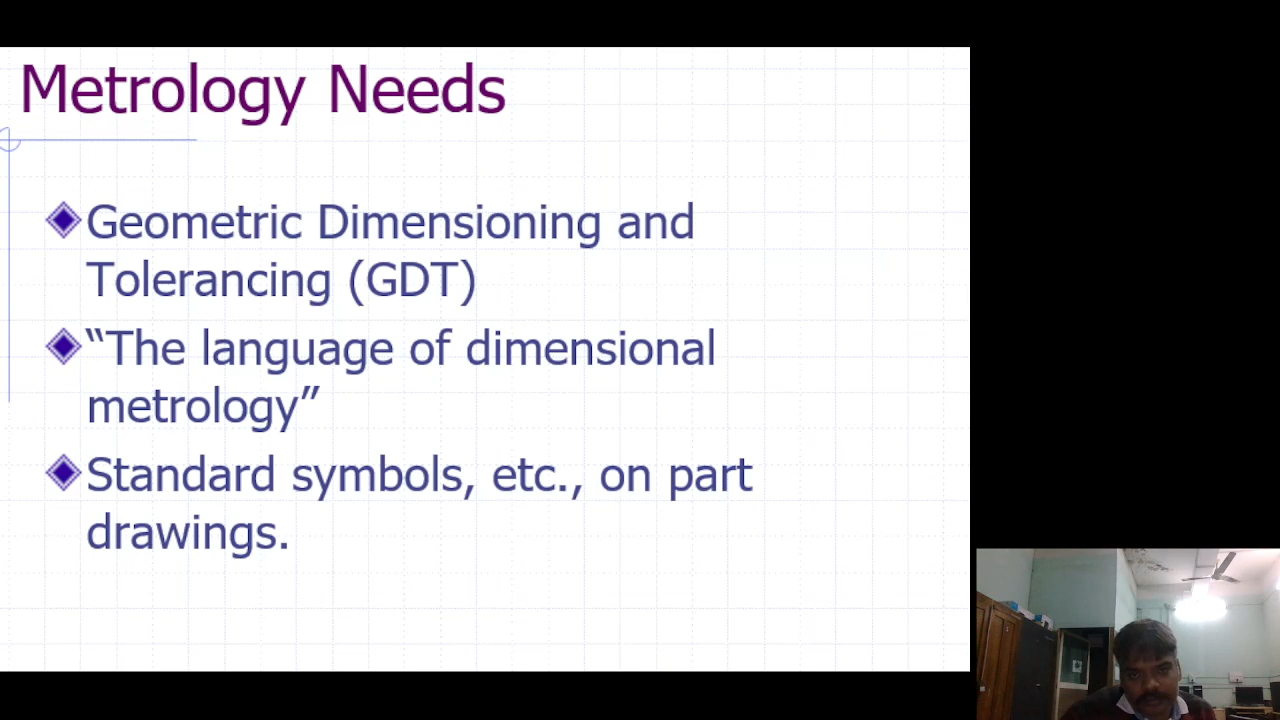 Metrology Needs
Geometric Dimensioning and
Tolerancing (GDT)
“The language of dimensional
metrology”
Standard symbols, etc., on part
drawings.